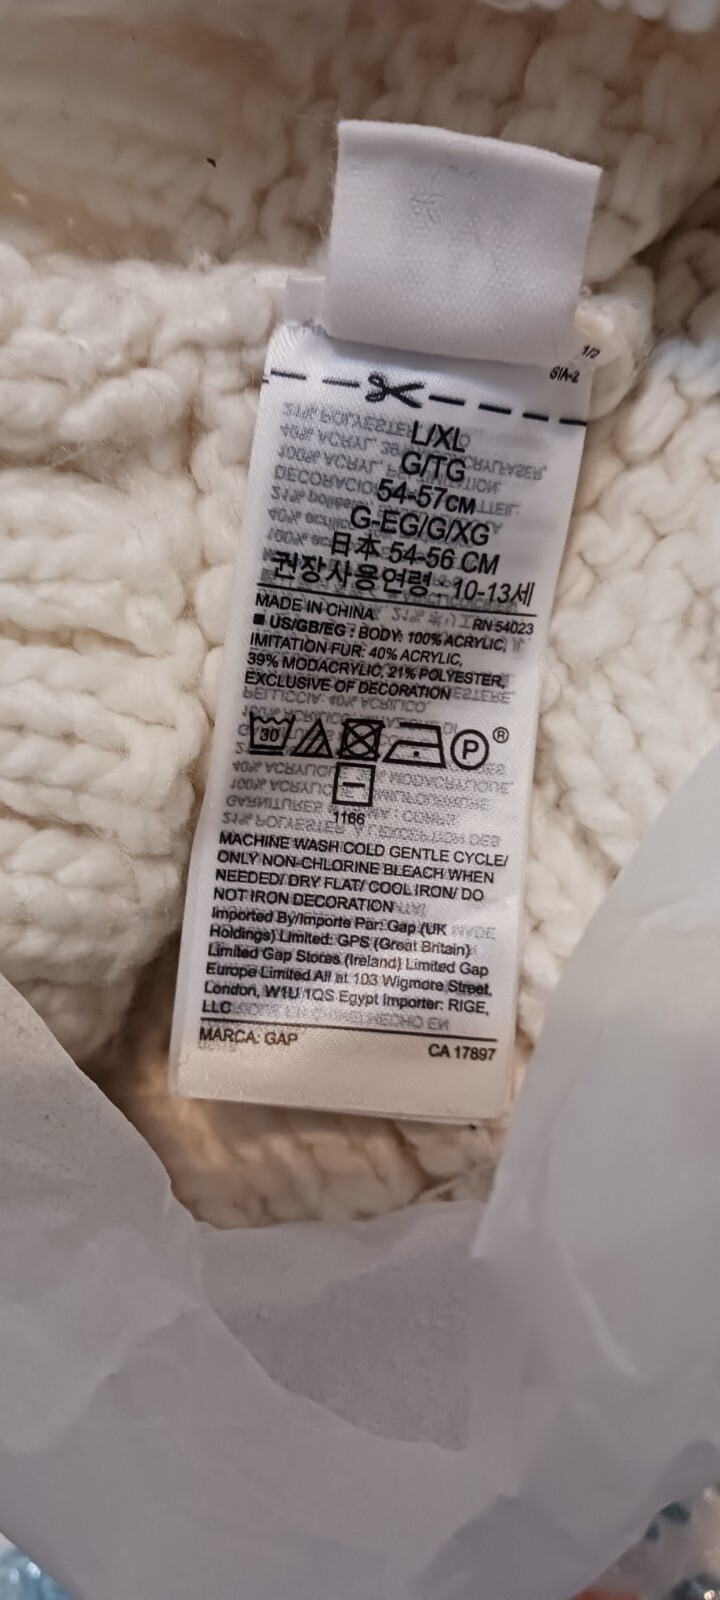 1/2
6/A-2
L/XL
G/TG
54-57CM
G-EG/G/XG
日本 54-56 CM
권장사용연령 : 10-13세
MADE IN CHINA RN 54023
■ US/GB/EG : BODY: 100% ACRYLIC,
IMITATION FUR: 40% ACRYLIC,
39% MODACRYLIC, 21% POLYESTER,
EXCLUSIVE OF DECORATION
30 P ®
1166
MACHINE WASH COLD GENTLE CYCLE/
ONLY NON-CHLORINE BLEACH WHEN
NEEDED/ DRY FLAT/ COOL IRON/ DO
NOT IRON DECORATION
Imported By/Importe Par: Gap (UK
Holdings) Limited: GPS (Great Britain)
Limited Gap Stores (Ireland) Limited Gap
Europe Limited All at 103 Wigmore Street,
London, W1U 1QS Egypt Importer: RIGE,
LLC
MARCA: GAP CA 17897